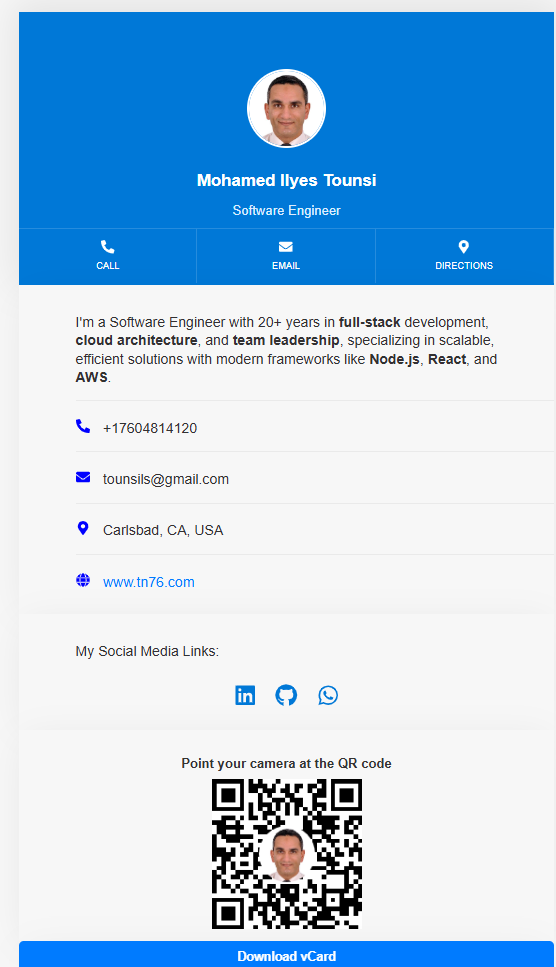 Mohamed Ilyes Tounsi
Software Engineer
CALL
EMAIL
DIRECTIONS
I'm a Software Engineer with 20+ years in full-stack development,
cloud architecture, and team leadership, specializing in scalable,
efficient solutions with modern frameworks like Node.js, React, and
AWS.
+17604814120
tounsils@gmail.com
Carlsbad, CA, USA
www.tn76.com
My Social Media Links:
in
Point your camera at the QR code
Download vCard